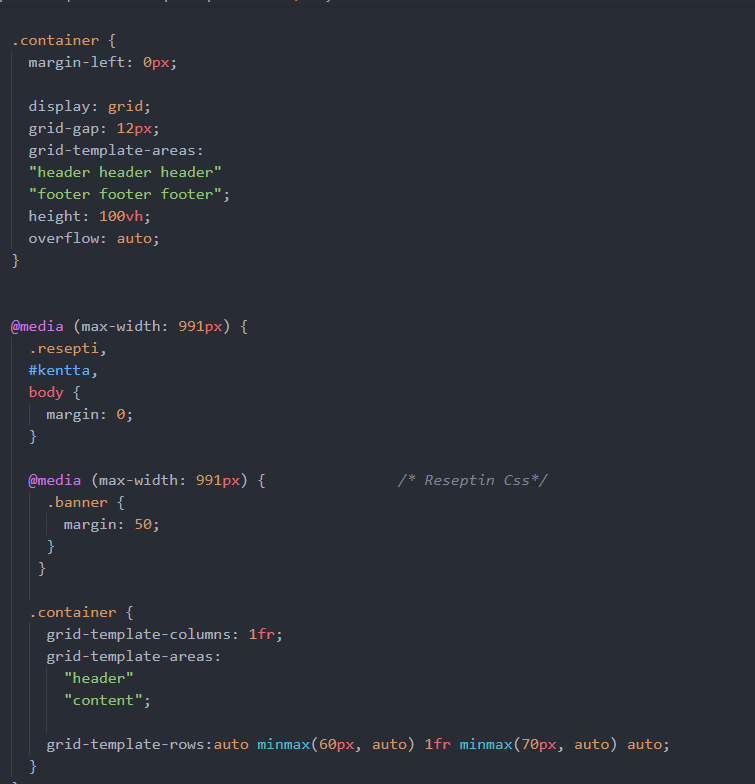 .container {
margin-left: 0px;
display: grid;
grid-gap: 12px;
grid-template-areas:
"header header header"
"footer footer footer";
height: 100vh;
overflow: auto;
}
@media (max-width: 991px) {
.resepti,
#kentta,
body {
margin: 0;
}
@media (max-width: 991px) { /* Reseptin Css*/
.banner {
margin: 50;
}
}
.container {
grid-template-columns: 1fr;
grid-template-areas:
"header"
"content";
grid-template-rows:auto minmax(60px, auto) 1fr minmax(70px, auto) auto;
}